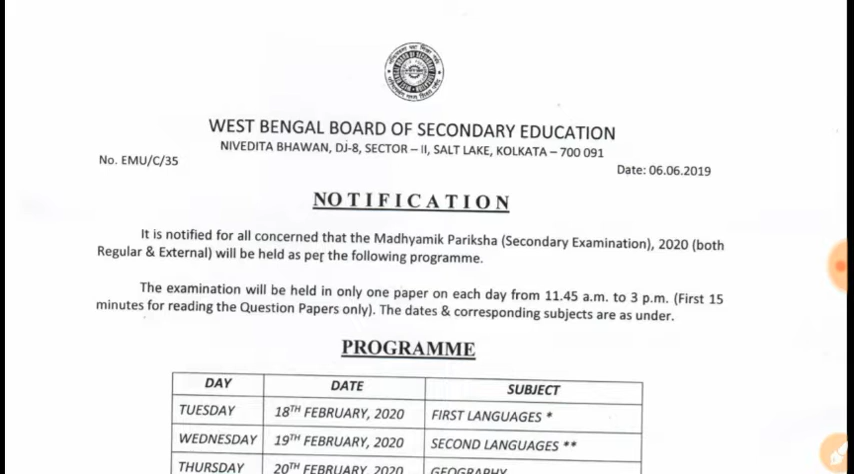 WEST BENGAL BOARD OF SECONDARY EDUCATION
NIVEDITA BHAWAN, DJ-8, SECTOR – II, SALT LAKE, KOLKATA – 700 091
No. EMU/C/35
Date: 06.06.2019
NOTIFICATION
It is notified for all concerned that the Madhyamik Pariksha (Secondary Examination), 2020 (both
Regular & External) will be held as per the following programme.
The examination will be held in only one paper on each day from 11.45 a.m. to 3 p.m. (First 15
minutes for reading the Question Papers only). The dates & corresponding subjects are as under.
PROGRAMME
DAY DATE SUBJECT
TUESDAY 18TH FEBRUARY, 2020 FIRST LANGUAGES *
WEDNESDAY 19TH FEBRUARY, 2020 SECOND LANGUAGES **
THURSDAY 20TH FEBRUARY, 2020 GEOGRAPHY